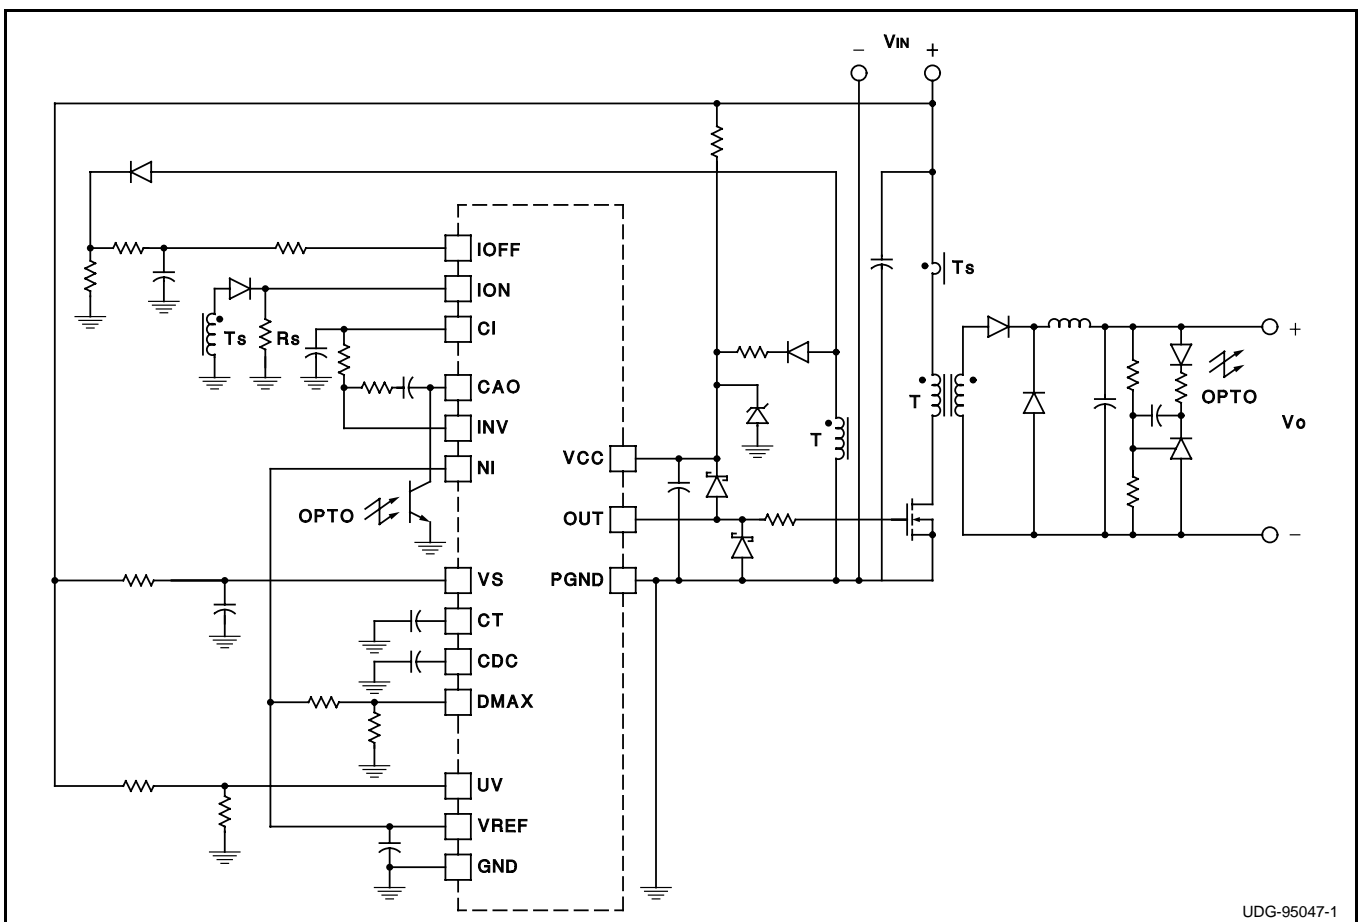 − VIN +
IOFF
ION
Ts
Ts Rs
CI
CAO
INV
NI
T
T
OPTO
+
Vo
−
VCC
OUT
PGND
OPTO
VS
CT
CDC
DMAX
UV
VREF
GND
UDG-95047-1